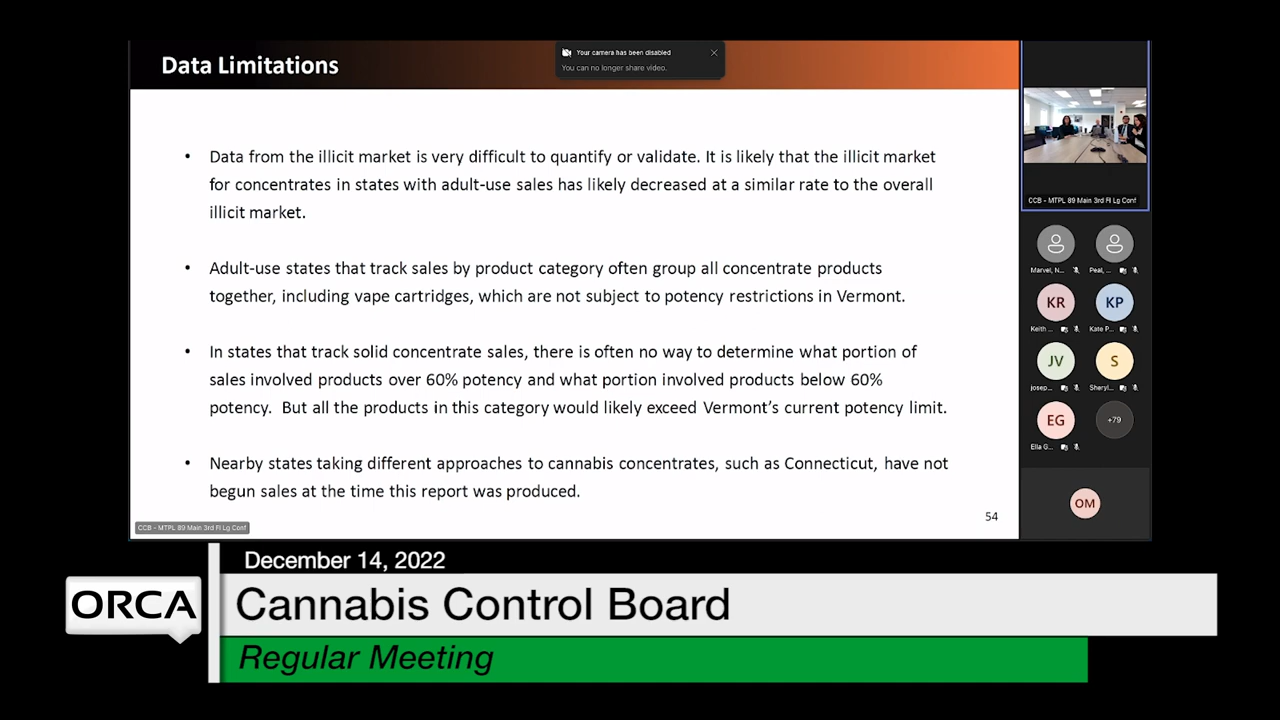 Data Limitations
Your camera has been disabled
You can no longer share video.
• Data from the illicit market is very difficult to quantify or validate. It is likely that the illicit market
for concentrates in states with adult-use sales has likely decreased at a similar rate to the overall
illicit market.
• Adult-use states that track sales by product category often group all concentrate products
together, including vape cartridges, which are not subject to potency restrictions in Vermont.
• In states that track solid concentrate sales, there is often no way to determine what portion of
sales involved products over 60% potency and what portion involved products below 60%
potency. But all the products in this category would likely exceed Vermont's current potency limit.
• Nearby states taking different approaches to cannabis concentrates, such as Connecticut, have not
begun sales at the time this report was produced.
54
CCB - MTPL 89 Main 3rd Fl Lg Conf
CCB - MTPL 89 Main 3rd Fl Lg Conf
Marvel, N... Peal, ...
KR KP
Keith ... Kate P...
JV S
josep... Sheryl...
EG +79
Ella G...
OM
December 14, 2022
ORCA
Cannabis Control Board
Regular Meeting